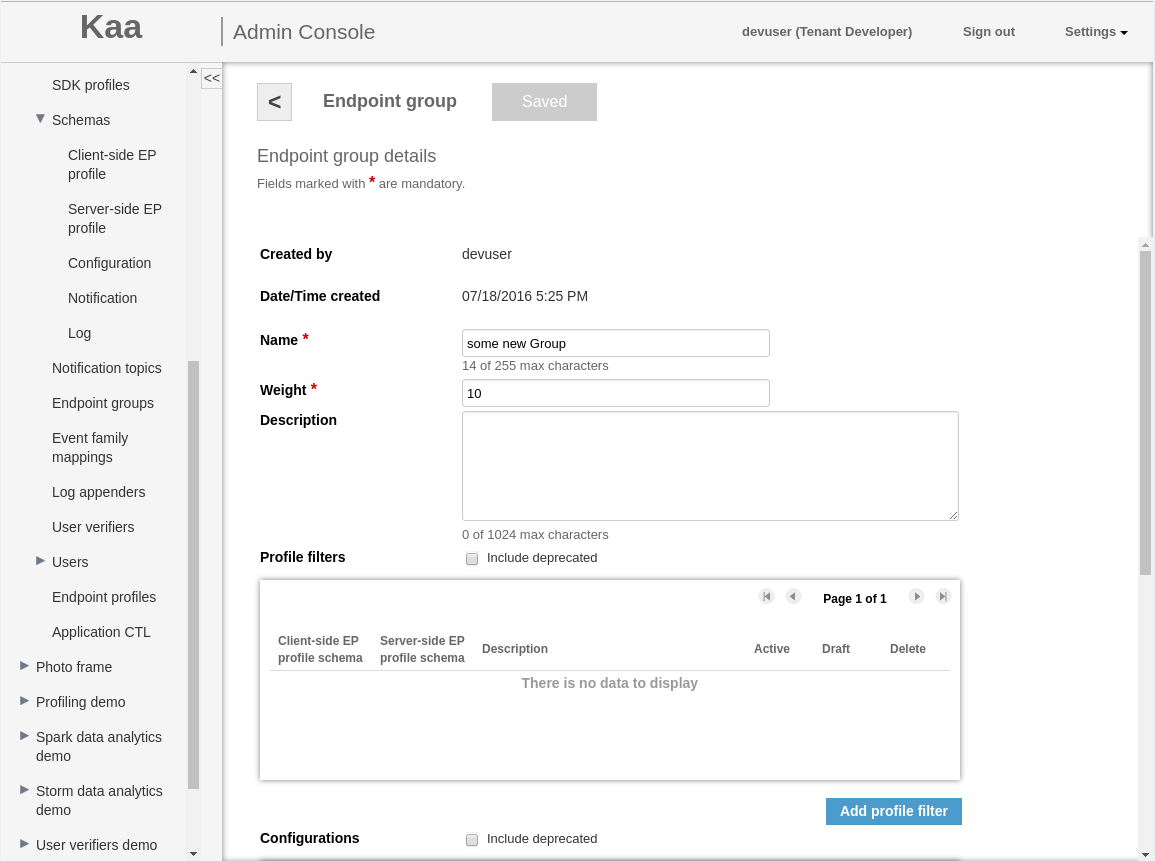 Kaa
Admin Console
devuser (Tenant Developer)
Sign out
Settings
SDK profiles
Schemas
Client-side EP
profile
Server-side EP
profile
Configuration
Notification
Log
Notification topics
Endpoint groups
Event family
mappings
Log appenders
User verifiers
Users
Endpoint profiles
Application CTL
Photo frame
Profiling demo
Spark data analytics
demo
Storm data analytics
demo
User verifiers demo
<<
<
Endpoint group
Saved
Endpoint group details
Fields marked with * are mandatory.
Created by
devuser
Date/Time created
07/18/2016 5:25 PM
Name *
some new Group
14 of 255 max characters
Weight *
10
Description
0 of 1024 max characters
Profile filters
Include deprecated
Page 1 of 1
Client-side EP
profile schema
Server-side EP
profile schema
Description
Active
Draft
Delete
There is no data to display
Add profile filter
Configurations
Include deprecated